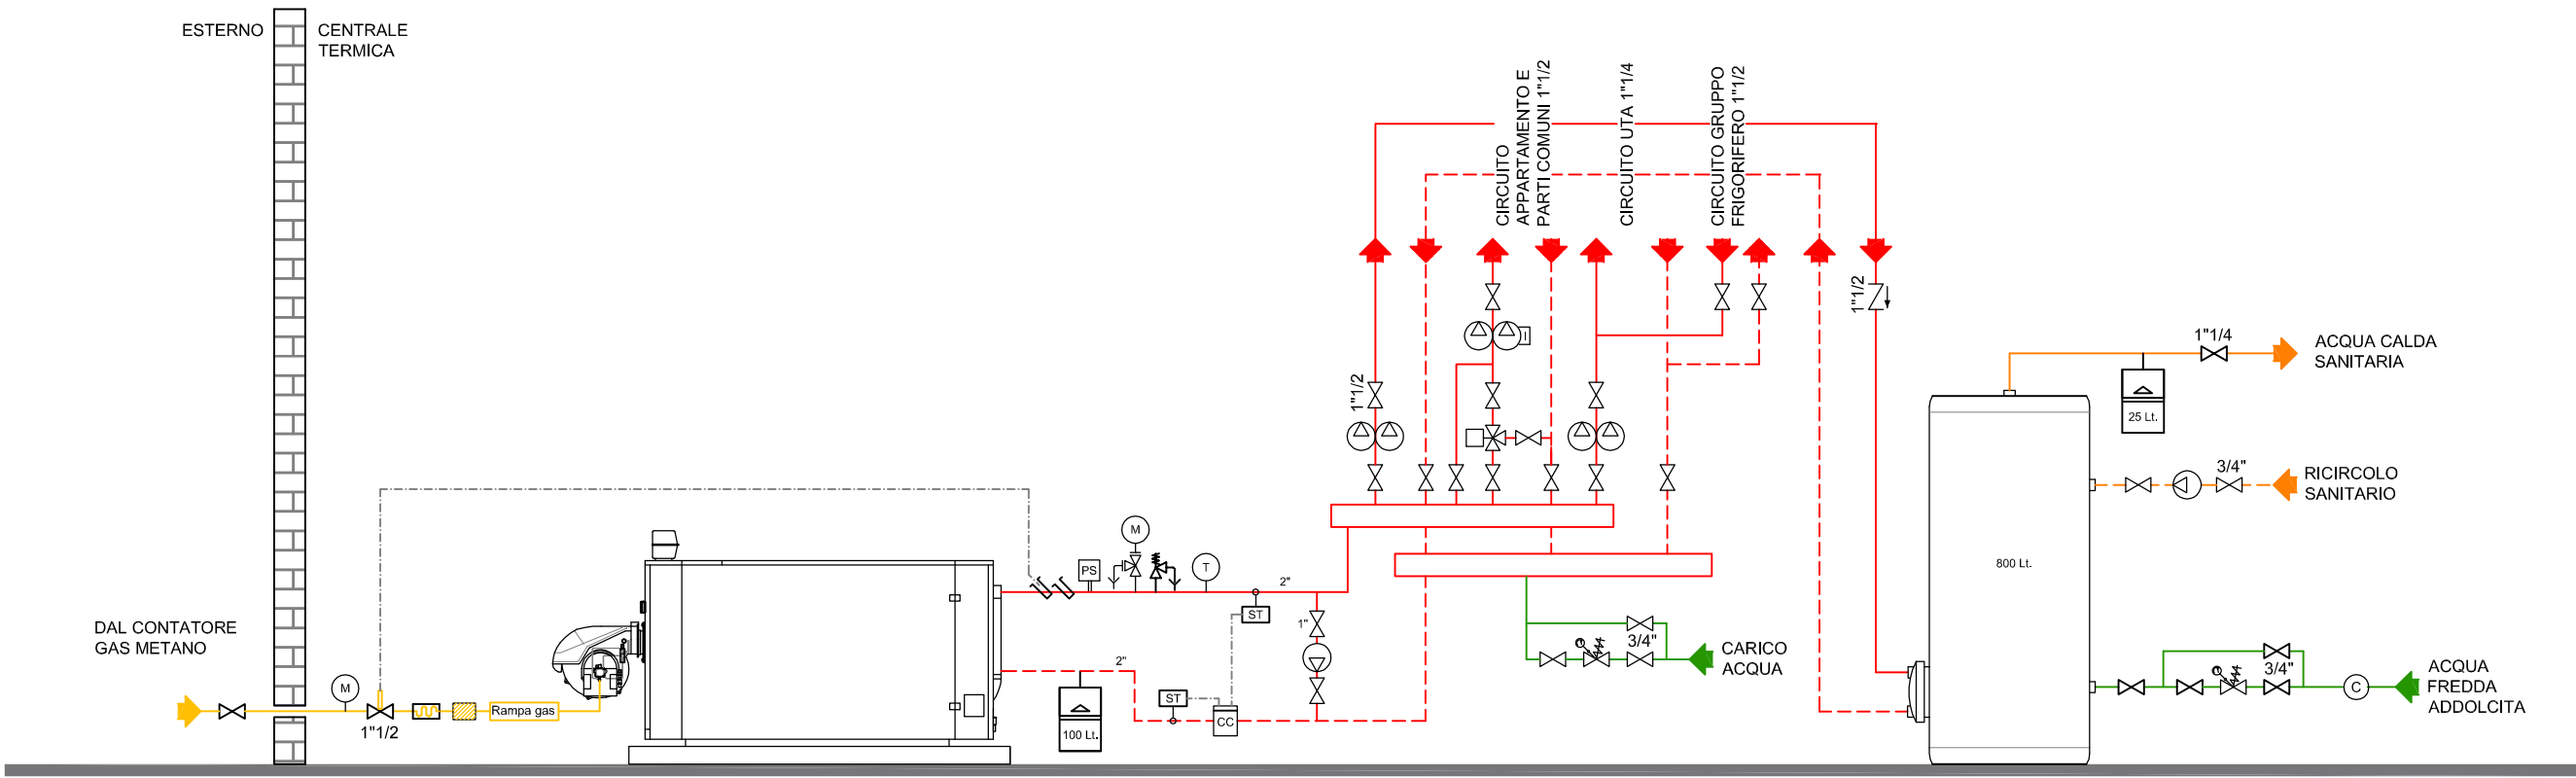 ESTERNO
CENTRALE
TERMICA
CIRCUITO
APPARTAMENTO E
PARTI COMUNI 1"1/2
CIRCUITO UTA 1"1/4
CIRCUITO GRUPPO
FRIGORIFERO 1"1/2
1"1/2
1"1/2
1"1/4
ACQUA CALDA
SANITARIA
25 Lt.
3/4"
RICIRCOLO
SANITARIO
800 Lt.
M
PS
T
2"
ST
1"
3/4"
CARICO
ACQUA
DAL CONTATORE
GAS METANO
M
1"1/2
Rampa gas
2"
100 Lt.
ST
CC
3/4"
C
ACQUA
FREDDA
ADDOLCITA